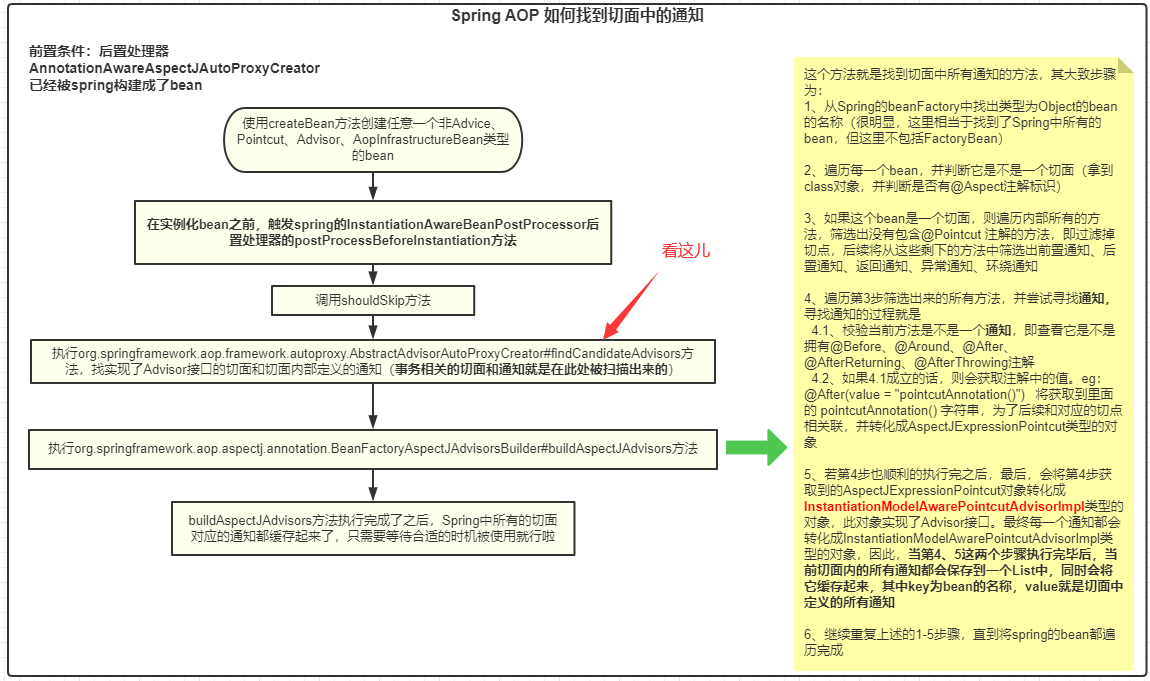 Spring AOP 如何找到切面中的通知
前置条件：后置处理器
AnnotationAwareAspectJAutoProxyCreator
已经被spring构建成了bean
使用createBean方法创建任意一个非Advice、
Pointcut、Advisor、AopInfrastructureBean类型
的bean
在实例化bean之前，触发spring的InstantiationAwareBeanPostProcessor后
置处理器的postProcessBeforeInstantiation方法
看这儿
调用shouldSkip方法
执行org.springframework.aop.framework.autoproxy.AbstractAdvisorAutoProxyCreator#findCandidateAdvisors方
法，找实现了Advisor接口的切面和切面内部定义的通知（事务相关的切面和通知就是在此处被扫描出来的）
执行org.springframework.aop.aspectj.annotation.BeanFactoryAspectJAdvisorsBuilder#buildAspectJAdvisors方法
buildAspectJAdvisors方法执行完成了之后，Spring中所有的切面
对应的通知都缓存起来了，只需要等待合适的时机被使用就行啦
这个方法就是找到切面中所有通知的方法，其大致步骤
为：
1、从Spring的beanFactory中找出类型为Object的bean
的名称（很明显，这里相当于找到了Spring中所有的
bean，但这里不包括FactoryBean）
2、遍历每一个bean，并判断它是不是一个切面（拿到
class对象，并判断是否有@Aspect注解标识）
3、如果这个bean是一个切面，则遍历内部所有的方
法，筛选出没有包含@Pointcut 注解的方法，即过滤掉
切点，后续将从这些剩下的方法中筛选出前置通知、后
置通知、返回通知、异常通知、环绕通知
4、遍历第3步筛选出来的所有方法，并尝试寻找通知，
寻找通知的过程就是
4.1、校验当前方法是不是一个通知，即查看它是不是
拥有@Before、@Around、@After、
@AfterReturning、@AfterThrowing注解
4.2、如果4.1成立的话，则会获取注解中的值。eg：
@After(value = "pointcutAnnotation()") 将获取到里面
的 pointcutAnnotation() 字符串，为了后续和对应的切点
相关联，并转化成AspectJExpressionPointcut类型的对
象
5、若第4步也顺利的执行完之后，最后，会将第4步获
取到的AspectJExpressionPointcut对象转化成
InstantiationModelAwarePointcutAdvisorImpl类型的
对象，此对象实现了Advisor接口。最终每一个通知都会
转化成InstantiationModelAwarePointcutAdvisorImpl类
型的对象，因此，当第4、5这两个步骤执行完毕后，当
前切面内的所有通知都会保存到一个List中，同时会将
它缓存起来，其中key为bean的名称，value就是切面中
定义的所有通知
6、继续重复上述的1-5步骤，直到将spring的bean都遍
历完成